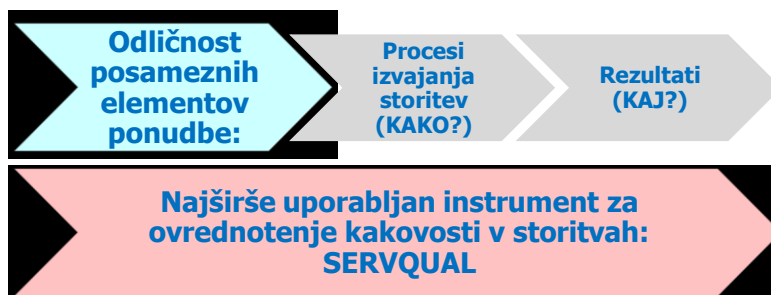 Odličnost
posameznih
elementov
ponudbe:
Procesi
izvajanja
storitev
(KAKO?)
Rezultati
(KAJ?)
Najširše uporabljan instrument za
ovrednotenje kakovosti v storitvah:
SERVQUAL